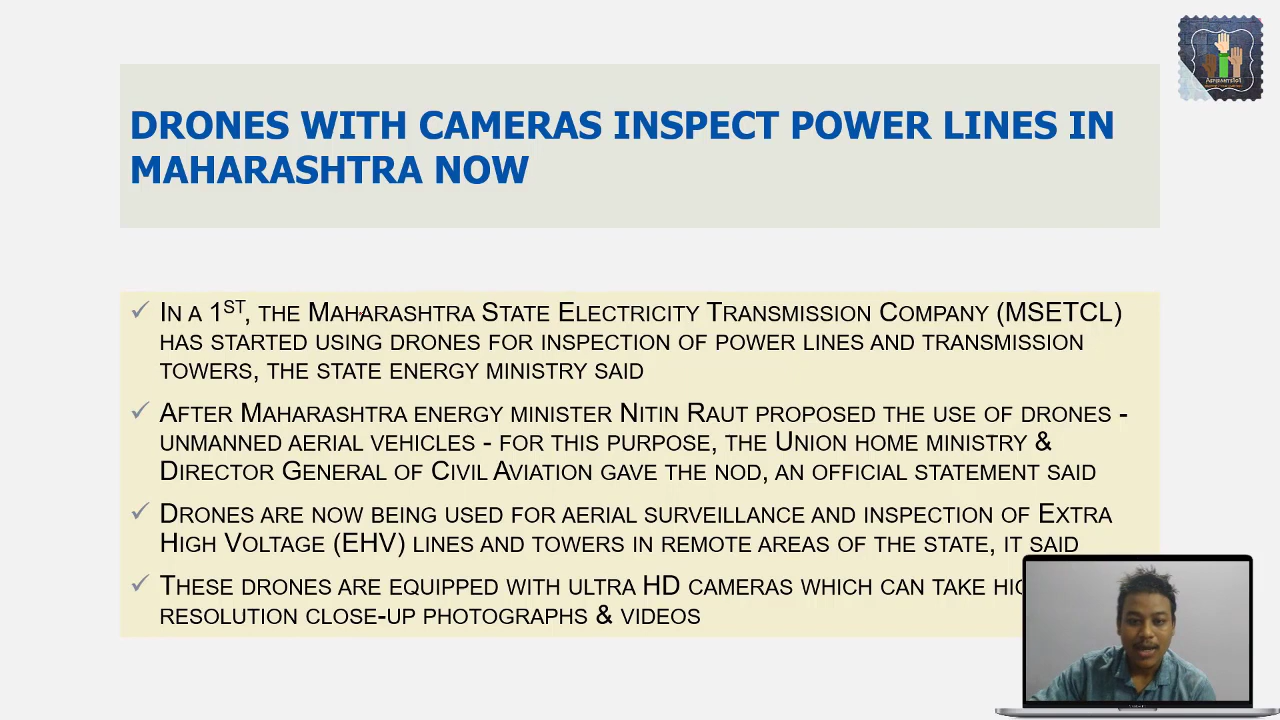 DRONES WITH CAMERAS INSPECT POWER LINES IN
MAHARASHTRA NOW
✓ IN A 1ST, THE MAHARASHTRA STATE ELECTRICITY TRANSMISSION COMPANY (MSETCL)
HAS STARTED USING DRONES FOR INSPECTION OF POWER LINES AND TRANSMISSION
TOWERS, THE STATE ENERGY MINISTRY SAID
✓ AFTER MAHARASHTRA ENERGY MINISTER NITIN RAUT PROPOSED THE USE OF DRONES -
UNMANNED AERIAL VEHICLES - FOR THIS PURPOSE, THE UNION HOME MINISTRY &
DIRECTOR GENERAL OF CIVIL AVIATION GAVE THE NOD, AN OFFICIAL STATEMENT SAID
✓ DRONES ARE NOW BEING USED FOR AERIAL SURVEILLANCE AND INSPECTION OF EXTRA
HIGH VOLTAGE (EHV) LINES AND TOWERS IN REMOTE AREAS OF THE STATE, IT SAID
✓ THESE DRONES ARE EQUIPPED WITH ULTRA HD CAMERAS WHICH CAN TAKE
RESOLUTION CLOSE-UP PHOTOGRAPHS & VIDEOS